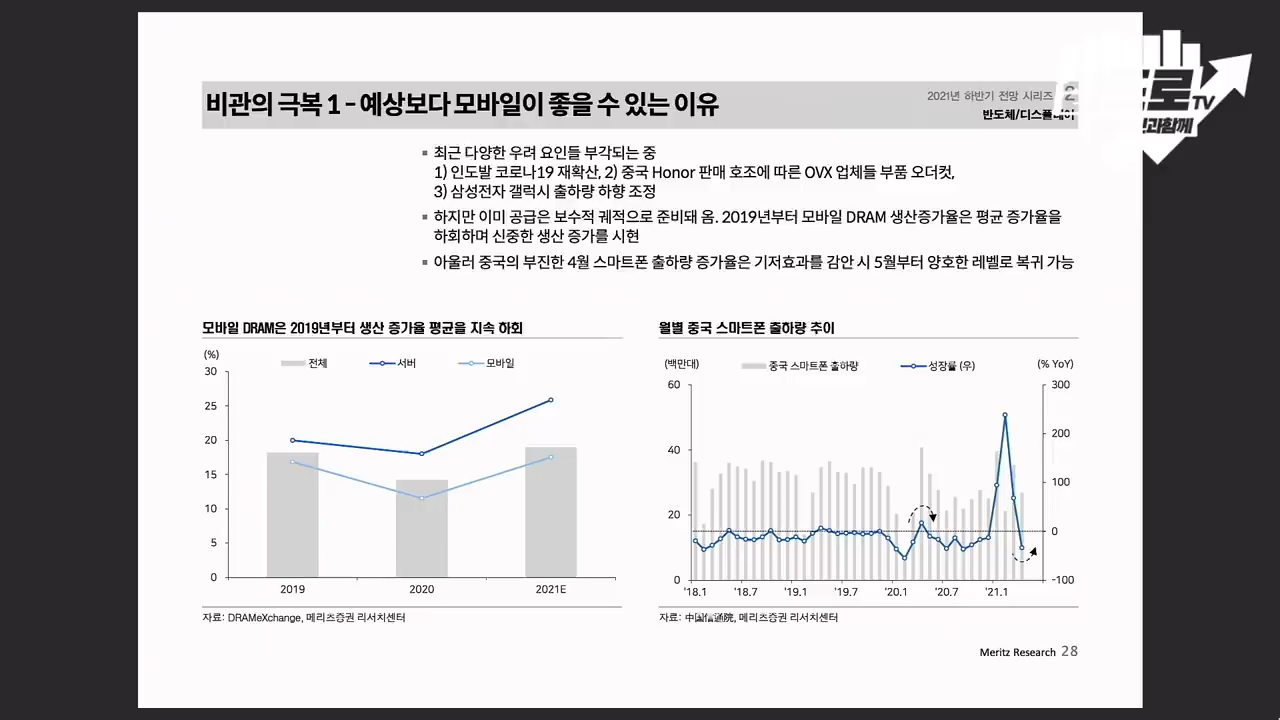 비관의 극복 1 – 예상보다 모바일이 좋을 수 있는 이유
2021년 하반기 전망 시리즈 2
반도체/디스플레이
로 TV
과함께
▪ 최근 다양한 우려 요인들 부각되는 중
1) 인도발 코로나19 재확산, 2) 중국 Honor 판매 호조에 따른 OVX 업체들 부품 오더컷,
3) 삼성전자 갤럭시 출하량 하향 조정
▪ 하지만 이미 공급은 보수적 궤적으로 준비돼 옴. 2019년부터 모바일 DRAM 생산증가율은 평균 증가율을
하회하며 신중한 생산 증가를 시현
▪ 아울러 중국의 부진한 4월 스마트폰 출하량 증가율은 기저효과를 감안 시 5월부터 양호한 레벨로 복귀 가능
모바일 DRAM은 2019년부터 생산 증가율 평균을 지속 하회
(%)
전체 서버 모바일
30
25
20
15
10
5
0
2019 2020 2021E
자료: DRAMeXchange, 메리츠증권 리서치센터
월별 중국 스마트폰 출하량 추이
(백만대) 중국 스마트폰 출하량 성장률 (우) (% YoY)
60
40
20
0
300
200
100
0
-100
'18.1 '18.7 '19.1 '19.7 '20.1 '20.7 '21.1
자료: 中国信通院, 메리츠증권 리서치센터
Meritz Research 28